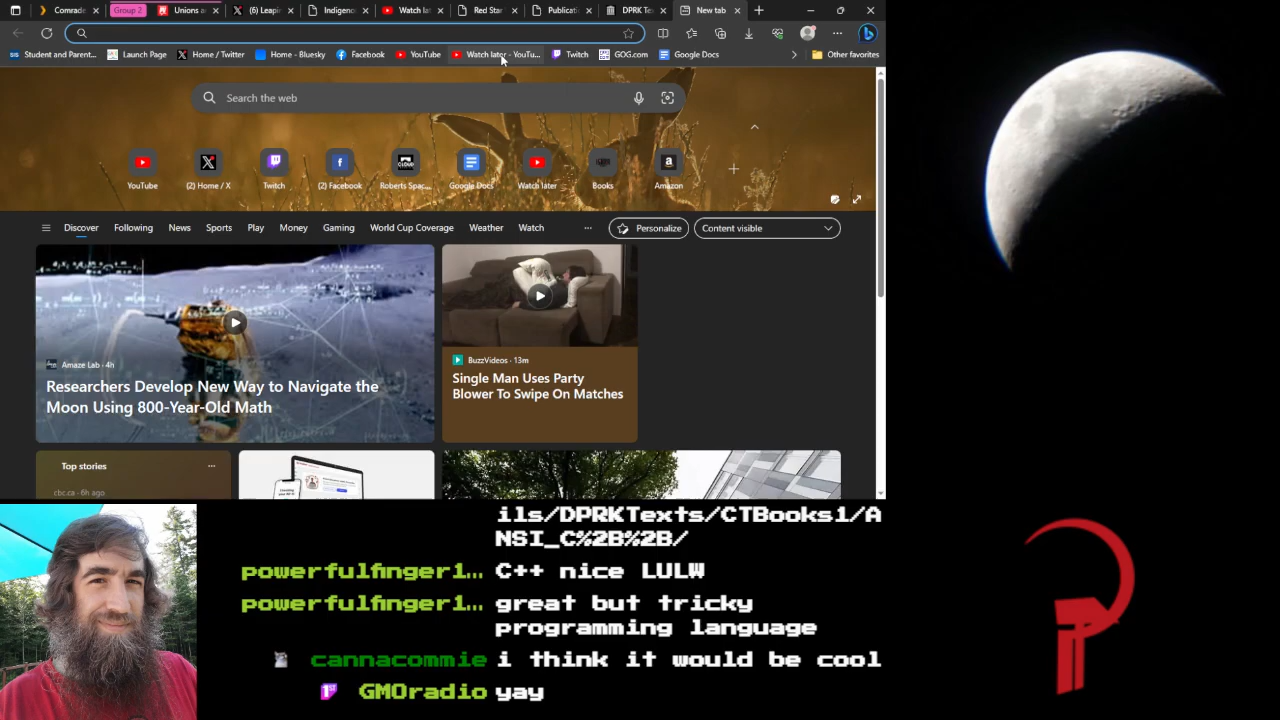 Comrade
Group 2
Unions a
(6) Leapi
Indigeno
Watch lat
Red Star
Publicati
DPRK Te
New tab
Student and Parent...
Launch Page
Home / Twitter
Home - Bluesky
Facebook
YouTube
Watch later - YouTu...
Twitch
GOG.com
Google Docs
Other favorites
Search the web
YouTube
(2) Home / X
Twitch
(2) Facebook
Roberts Spac...
Google Docs
Watch later
Books
Amazon
Discover
Following
News
Sports
Play
Money
Gaming
World Cup Coverage
Weather
Watch
Personalize
Content visible
Amaze Lab · 4h
Researchers Develop New Way to Navigate the
Moon Using 800-Year-Old Math
BuzzVideos · 13m
Single Man Uses Party
Blower To Swipe On Matches
Top stories
cbc.ca · 6h ago
ils/DPRKTexts/CTBooks1/A
NSI_C%2B%2B/
powerfulfinger1... C++ nice LULW
powerfulfinger1... great but tricky
programming language
cannacommie i think it would be cool
1st GMOradio yay